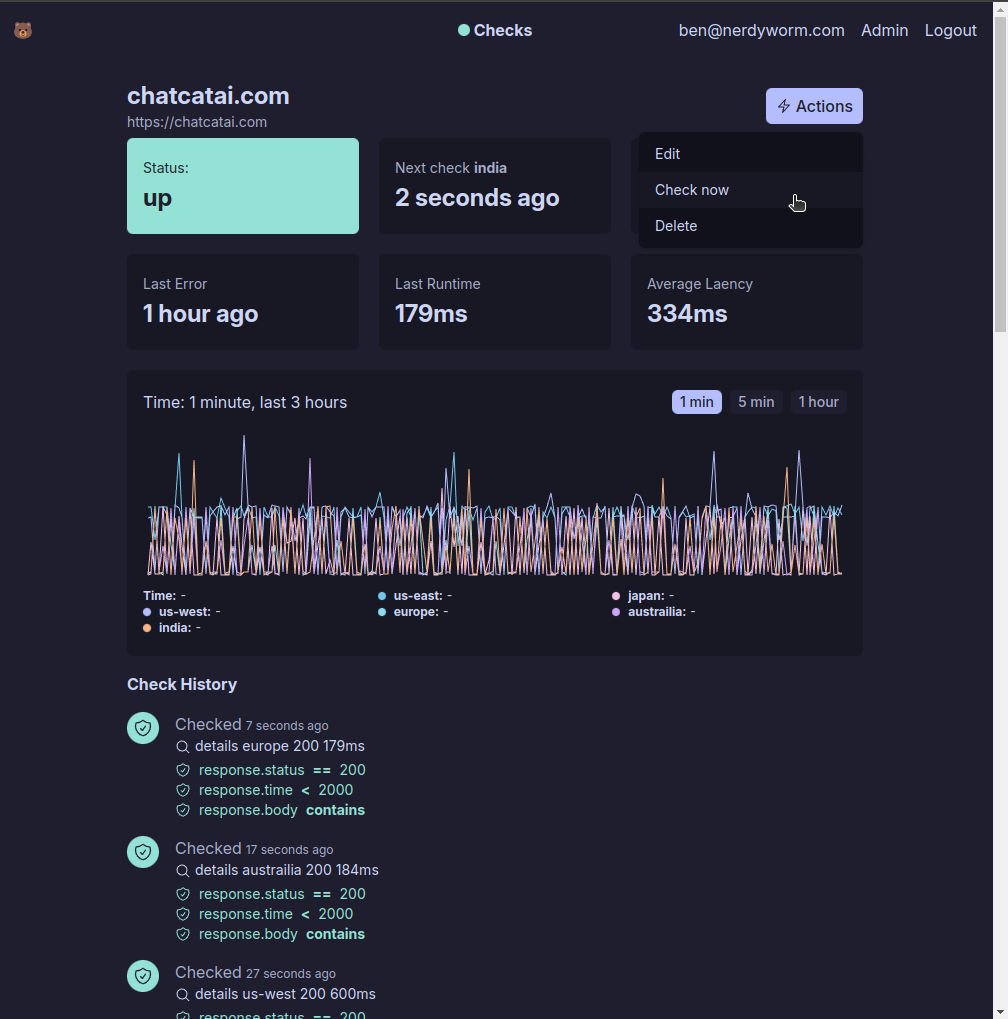 Checks
ben@nerdyworm.com Admin Logout
chatcatai.com
https://chatcatai.com
Actions
Edit
Check now
Delete
Status:
up
Next check india
2 seconds ago
Last Error
1 hour ago
Last Runtime
179ms
Average Laency
334ms
Time: 1 minute, last 3 hours
1 min 5 min 1 hour
Time: - us-east: - japan: -
us-west: - europe: - austrailia: -
india: -
Check History
Checked 7 seconds ago
details europe 200 179ms
response.status == 200
response.time < 2000
response.body contains
Checked 17 seconds ago
details austrailia 200 184ms
response.status == 200
response.time < 2000
response.body contains
Checked 27 seconds ago
details us-west 200 600ms
response.status == 200